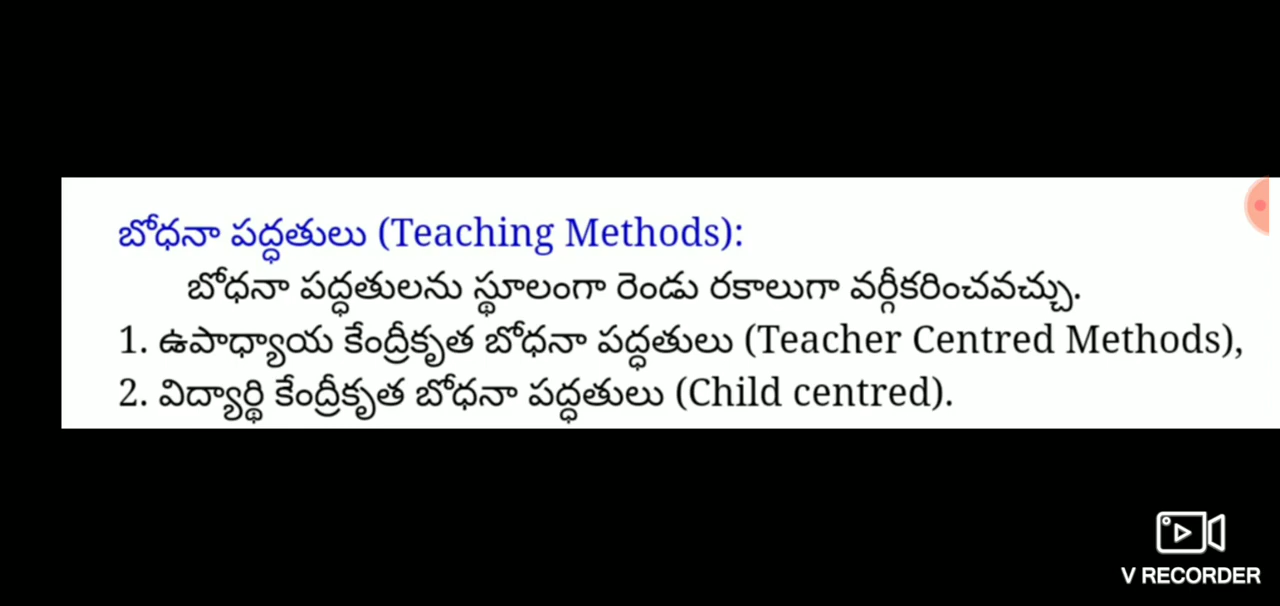 బోధనా పద్ధతులు (Teaching Methods):
బోధనా పద్ధతులను స్థూలంగా రెండు రకాలుగా వర్గీకరించవచ్చు.
1. ఉపాధ్యాయ కేంద్రీకృత బోధనా పద్ధతులు (Teacher Centred Methods),
2. విద్యార్థి కేంద్రీకృత బోధనా పద్ధతులు (Child centred).
V RECORDER